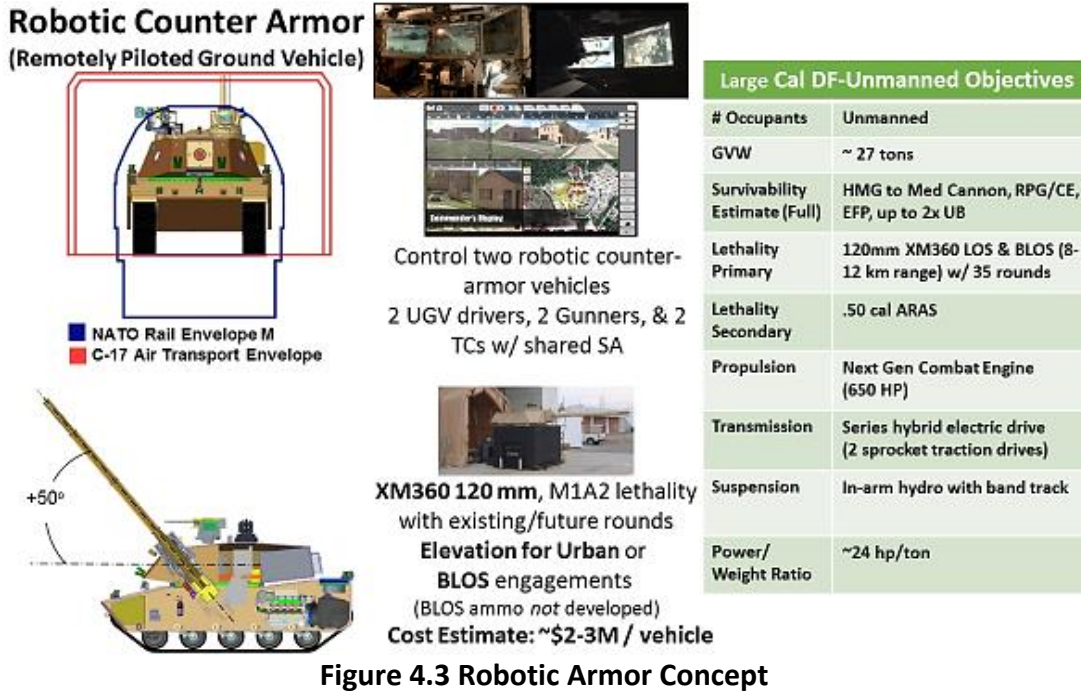 Robotic Counter Armor
(Remotely Piloted Ground Vehicle)
NATO Rail Envelope M
C-17 Air Transport Envelope
+50°
Commander's Display
Control two robotic counter-
armor vehicles
2 UGV drivers, 2 Gunners, & 2
TCs w/ shared SA
XM360 120 mm, M1A2 lethality
with existing/future rounds
Elevation for Urban or
BLOS engagements
(BLOS ammo not developed)
Cost Estimate: ~$2-3M / vehicle
Large Cal DF-Unmanned Objectives
# Occupants Unmanned
GVW ~ 27 tons
Survivability HMG to Med Cannon, RPG/CE,
Estimate (Full) EFP, up to 2x UB
Lethality 120mm XM360 LOS & BLOS (8-
Primary 12 km range) w/ 35 rounds
Lethality .50 cal ARAS
Secondary
Propulsion Next Gen Combat Engine
(650 HP)
Transmission Series hybrid electric drive
(2 sprocket traction drives)
Suspension In-arm hydro with band track
Power/ ~24 hp/ton
Weight Ratio
Figure 4.3 Robotic Armor Concept